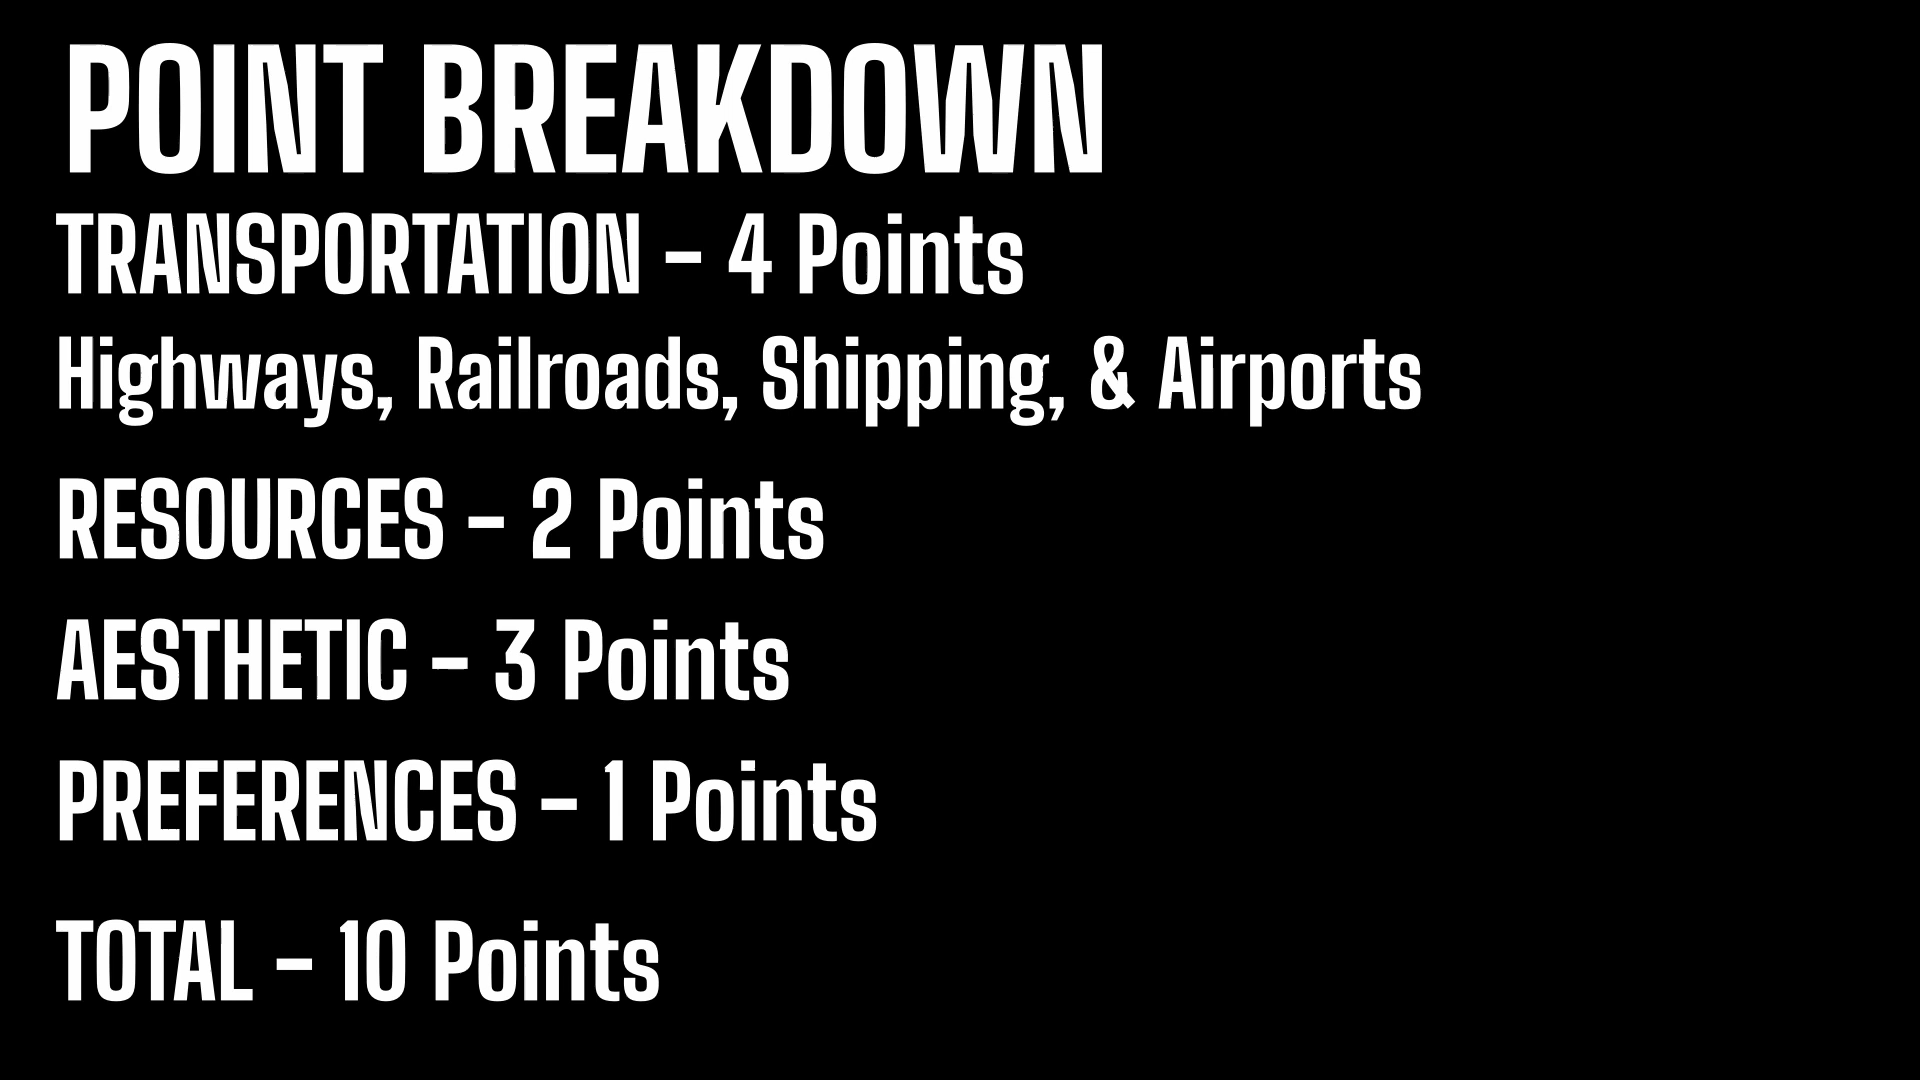 POINT BREAKDOWN
TRANSPORTATION – 4 Points
Highways, Railroads, Shipping, & Airports
RESOURCES – 2 Points
AESTHETIC – 3 Points
PREFERENCES – 1 Points
TOTAL – 10 Points